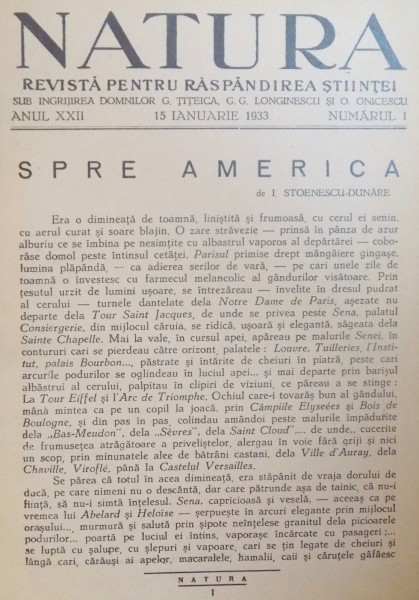 NATURA
REVISTĂ PENTRU RĂSPÂNDIREA ŞTIINŢEI
SUB INGRIJIREA DOMNILOR G. ŢIŢEICA, G. G. LONGINESCU ŞI O. ONICESCU
ANUL XXII 15 IANUARIE 1933 NUMĂRUL 1
SPRE AMERICA
de I. STOENESCU-DUNĂRE
Era o dimineaţă de toamnă, liniştită şi frumoasă, cu cerul ei senin,
cu aerul curat şi soare blajin. O zare străvezie — prinsă în pânza de azur
alburiu ce se îmbina pe nesimţite cu albastrul vaporos al depărtărei — cobo-
râse domol peste întinsul cetăţei. Parisul primise drept mângâiere gingaşe,
lumina plăpândă, — ca adierea serilor de vară, — pe cari unele zile de
toamnă o învestesc cu farmecul melancolic al gândurilor visătoare. Prin
ţesutul urzit de lumini uşoare, se întrezăreau — învelite în dresul pudrat
al cerului — turnele dantelate dela Notre Dame de Paris, aşezate nu
departe dela Tour Saint Jacques, de unde se privea peste Sena, palatul
Consiergerie, din mijlocul căruia, se ridică, uşoară şi elegantă, săgeata dela
Sainte Chapelle. Mai la vale, în cursul apei, apăreau pe malurile Senei, în
contururi cari se pierdeau către orizont, palatele : Louvre, Tuilleries, l'Insti-
tut, palais Bourbon..., păstrate şi întărite de cheiuri în piatră, peste cari
arcurile podurilor se oglindeau în luciul apei... şi mai departe prin barişul
albăstrui al cerului, palpitau în clipiri de viziuni, ce păreau a se stinge :
La Tour Eiffel şi l'Arc de Triomphe. Ochiul care-i tovarăş bun al gândului,
mână mintea ca pe un copil la joacă, prin Câmpiile Elyseées şi Bois de
Boulogne, şi din pas în pas, colindau amândoi peste malurile împădurite
dela „Bas-Meudon", dela „Sèvres", dela Saint Cloud".... de unde,, cucerite
de frumuseţea atrăgătoare a privelиştelor, alergau în voie fără griji şi nici
un scop, prin minunatele alee de bătrâni castani, dela Ville d'Auray, dela
Chaville, Viroflé, până la Castelul Versailles.
Se părea că totul în acea dimineaţă, era stăpânit de vraja dorului de
ducă, pe care nimeni nu o descântă, dar care pătrunde aşa de tainic, că nu-i
fiinţă, să nu-i simtă înţelesul. Sena, capricioasă şi veselă, — aceeaş ca pe
vremea lui Abelard şi Heloïse — şerpueşte în arcuri elegante prin mijlocul
oraşului... murmură şi salută prin şipote neînţelese granitul dela picioarele
podurilor... poartă pe luciul ei întins, vaporaşe încărcate cu pasageri ;...
se luptă cu şalupe, cu şlepuri şi vapoare, cari se ţin legate de cheiuri şi
lângă cari, cărăuşi ai apelor, macaralele, hamalii, caii şi căruţele gâfâesc
NATURA
1